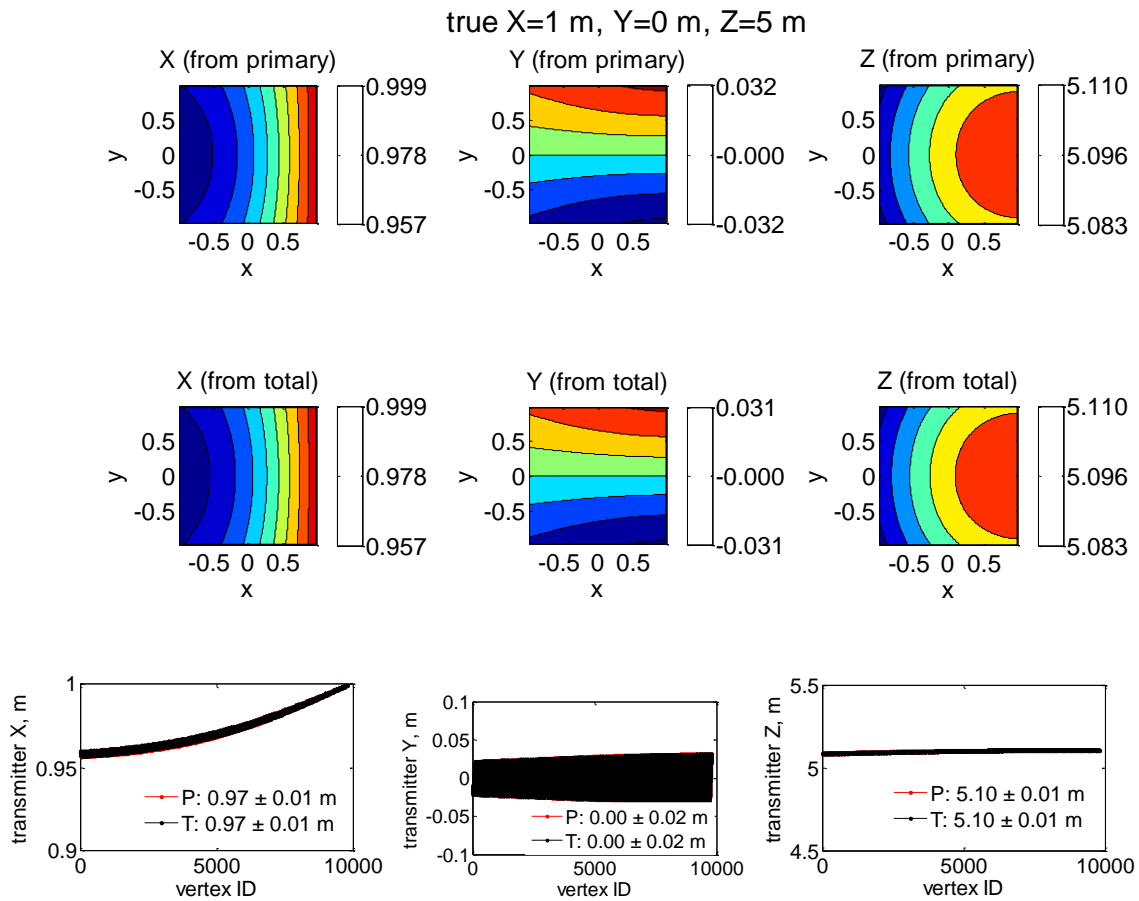 true X=1 m, Y=0 m, Z=5 m
X (from primary)
y
0.5
0
-0.5
-0.5 0 0.5
x
0.999
0.978
0.957
Y (from primary)
y
0.5
0
-0.5
-0.5 0 0.5
x
0.032
-0.000
-0.032
Z (from primary)
y
0.5
0
-0.5
-0.5 0 0.5
x
5.110
5.096
5.083
X (from total)
y
0.5
0
-0.5
-0.5 0 0.5
x
0.999
0.978
0.957
Y (from total)
y
0.5
0
-0.5
-0.5 0 0.5
x
0.031
-0.000
-0.031
Z (from total)
y
0.5
0
-0.5
-0.5 0 0.5
x
5.110
5.096
5.083
transmitter X, m
1
0.95
0.9
P: 0.97 ± 0.01 m
T: 0.97 ± 0.01 m
0 5000 10000
vertex ID
transmitter Y, m
0.1
0.05
0
-0.05
-0.1
P: 0.00 ± 0.02 m
T: 0.00 ± 0.02 m
0 5000 10000
vertex ID
transmitter Z, m
5.5
5
4.5
P: 5.10 ± 0.01 m
T: 5.10 ± 0.01 m
0 5000 10000
vertex ID